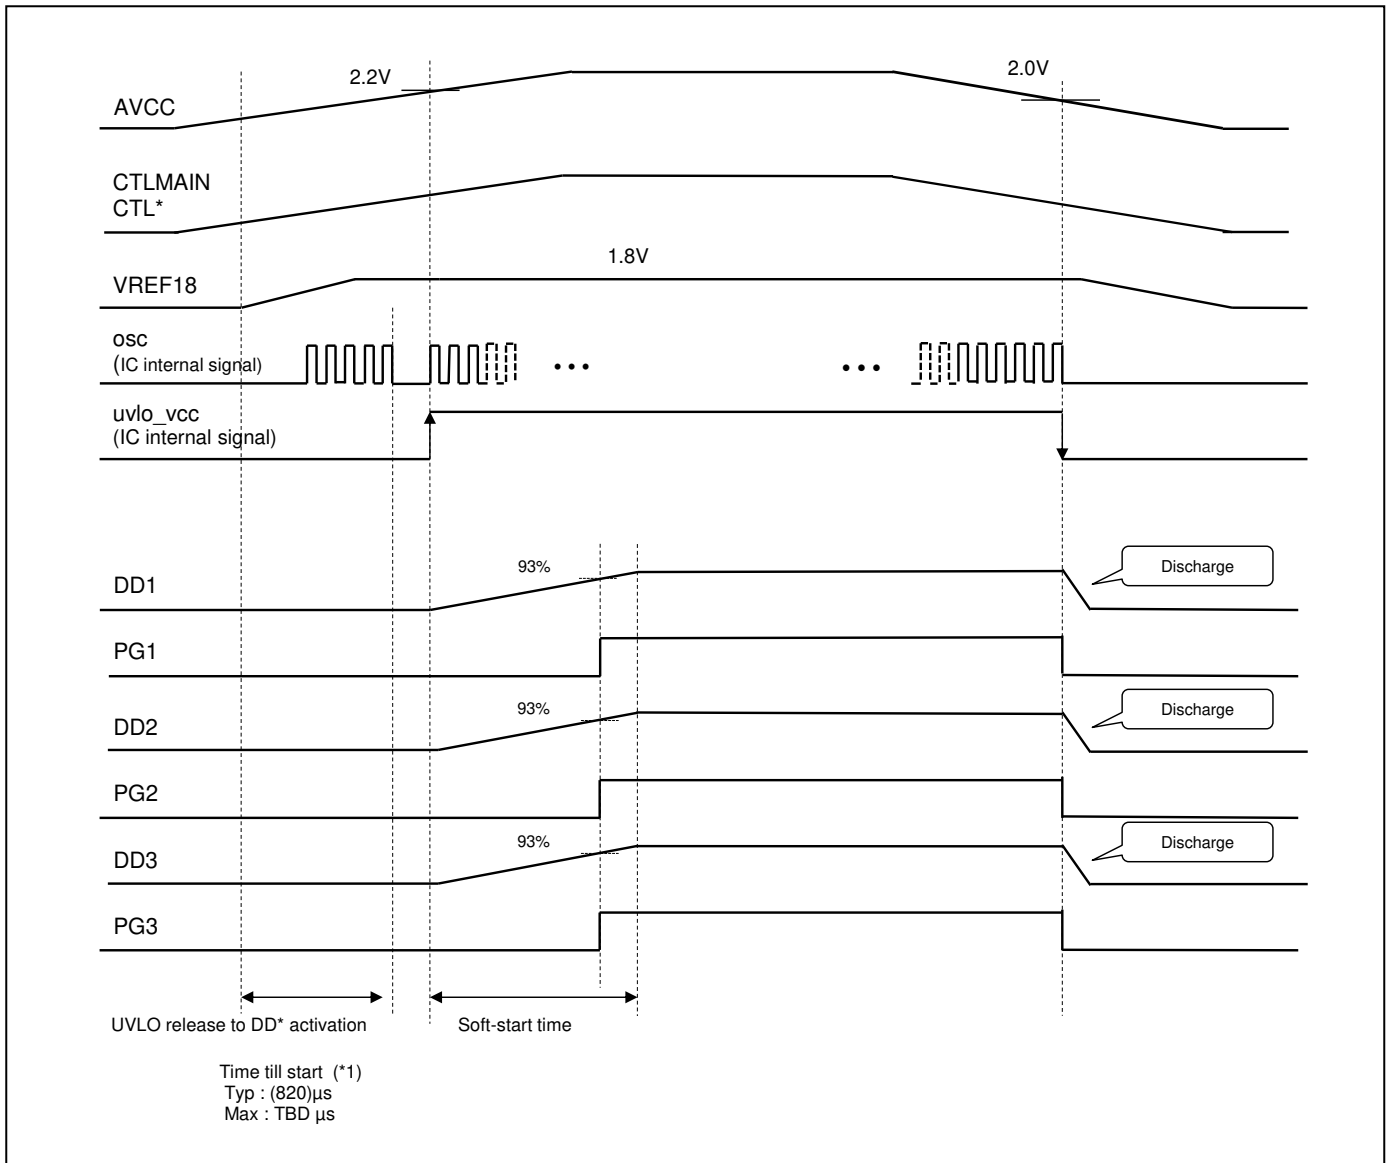 2.2V
2.0V
AVCC
CTLMAIN
CTL*
1.8V
VREF18
osc
(IC internal signal)
uvlo_vcc
(IC internal signal)
93%
Discharge
DD1
PG1
93%
Discharge
DD2
PG2
93%
Discharge
DD3
PG3
UVLO release to DD* activation
Soft-start time
Time till start (*1)
Typ : (820)µs
Max : TBD µs